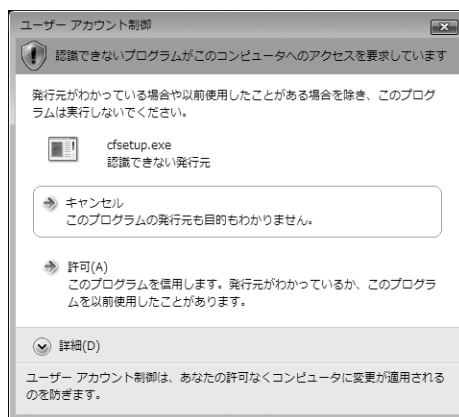 ユーザー アカウント制御
認識できないプログラムがこのコンピュータへのアクセスを要求しています
発行元がわかっている場合や以前使用したことがある場合を除き、このプログ
ラムは実行しないでください。
cfsetup.exe
認識できない発行元
キャンセル
このプログラムの発行元も目的もわかりません。
許可(A)
このプログラムを信用します。発行元がわかっているか、このプログラ
ムを以前使用したことがあります。
詳細(D)
ユーザー アカウント制御は、あなたの許可なくコンピュータに変更が適用される
のを防ぎます。